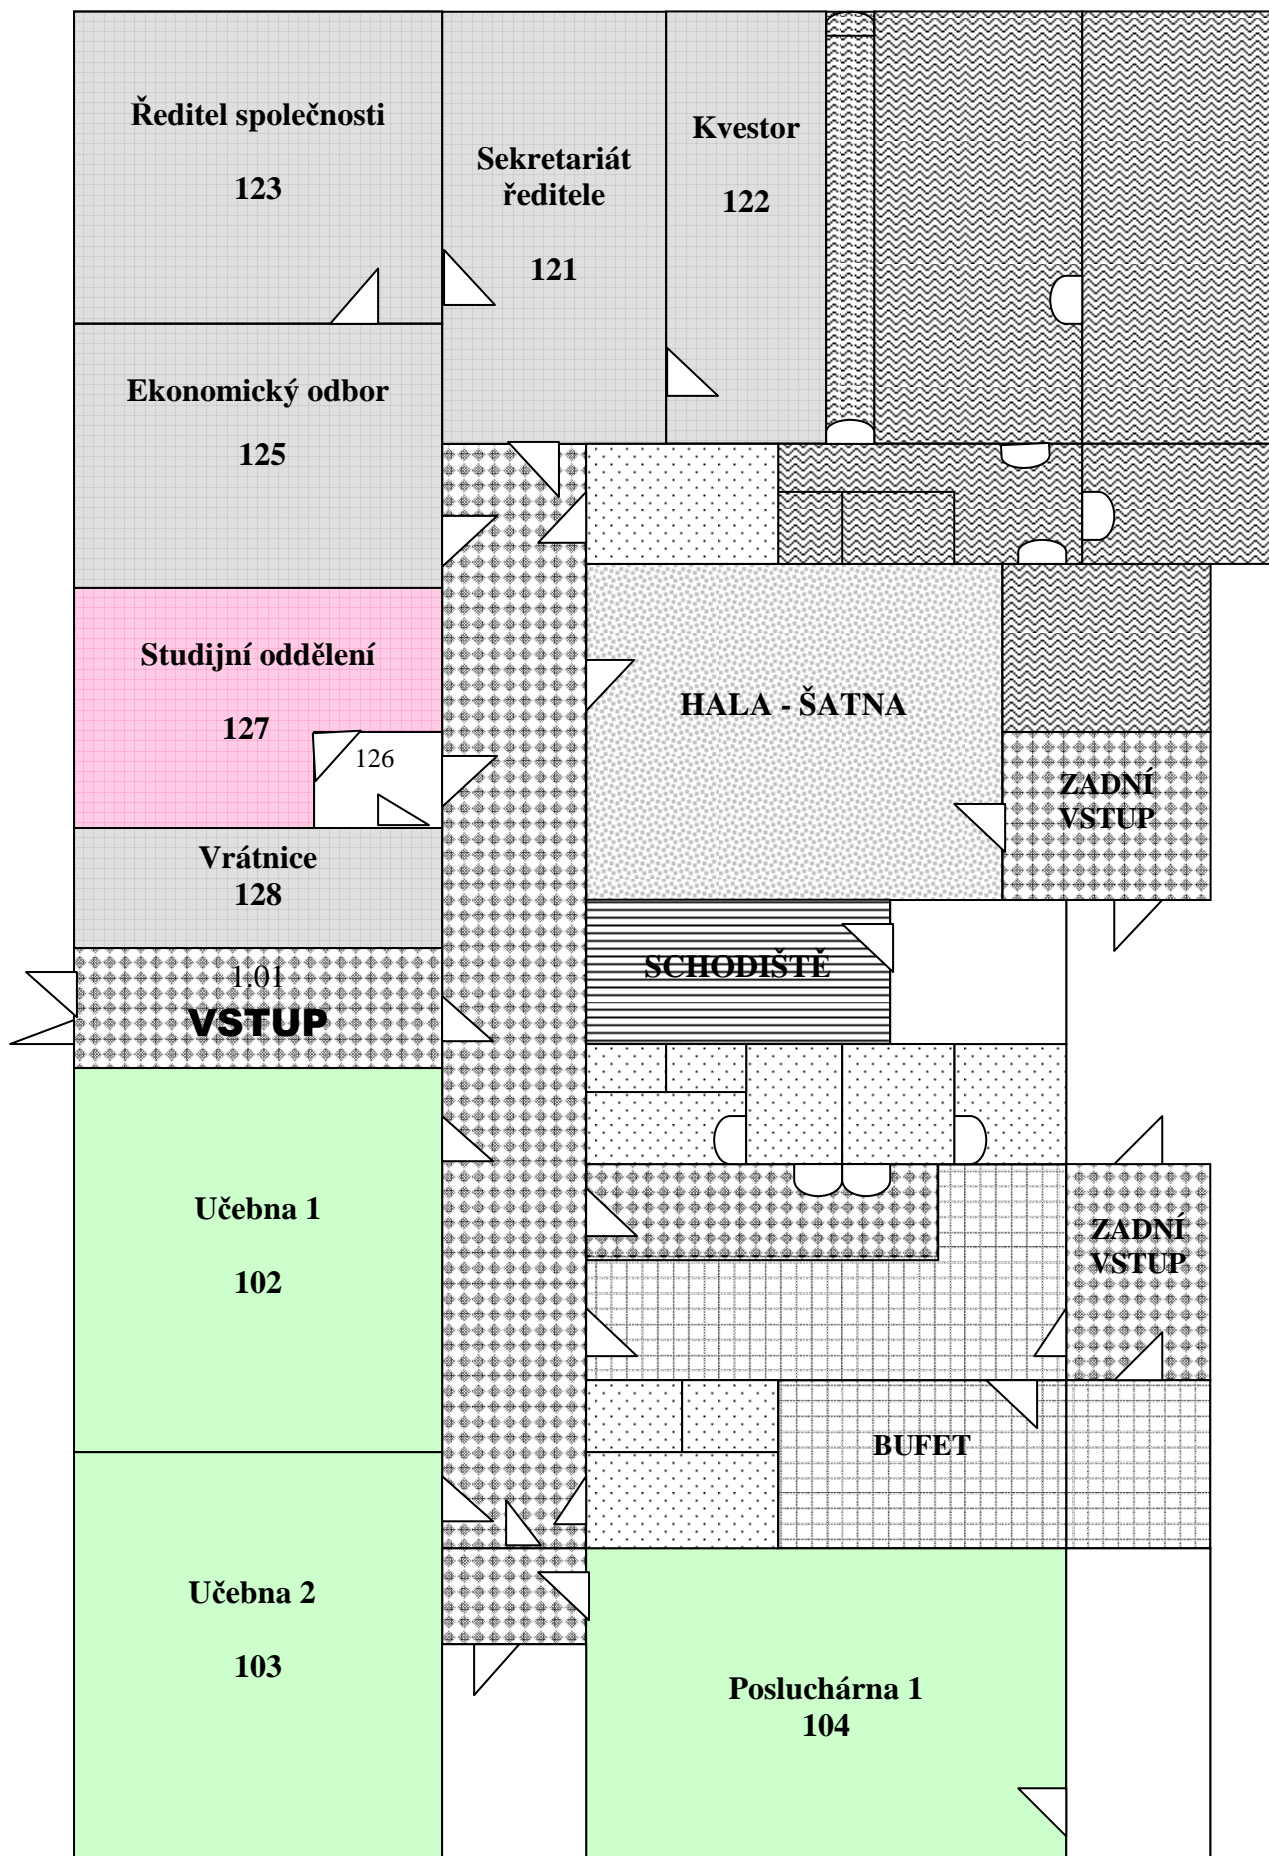 Ředitel společnosti
123
Sekretariát
ředitele
121
Kvestor
122
Ekonomický odbor
125
Studijní oddělení
127
126
HALA - ŠATNA
ZADNÍ
VSTUP
Vrátnice
128
1.01
VSTUP
SCHODIŠTĚ
Učebna 1
102
ZADNÍ
VSTUP
BUFET
Učebna 2
103
Posluchárna 1
104